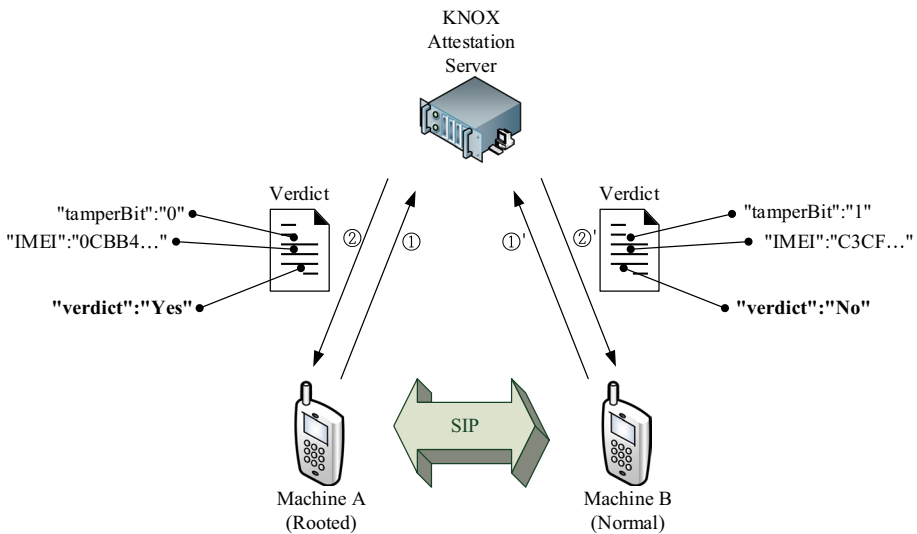 KNOX
Attestation
Server
Verdict
"tamperBit":"0"
"IMEI":"0CBB4…"
"verdict":"Yes"
②
①
①'
②'
Verdict
"tamperBit":"1"
"IMEI":"C3CF…"
"verdict":"No"
SIP
Machine A
(Rooted)
Machine B
(Normal)